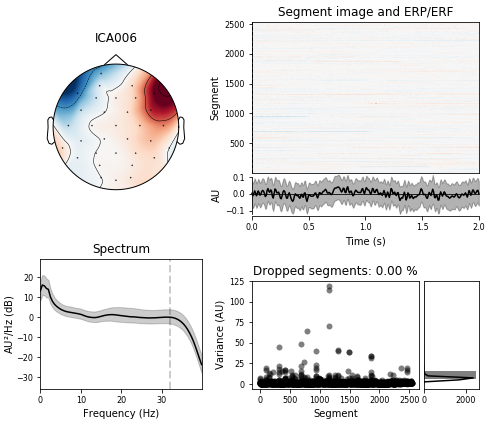 ICA006
Segment image and ERP/ERF
Segment
2500
2000
1500
1000
500
AU
0.1
0.0
−0.1
0.0 0.5 1.0 1.5 2.0
Time (s)
Spectrum
AU²/Hz (dB)
20
10
0
−10
−20
−30
0 10 20 30
Frequency (Hz)
Dropped segments: 0.00 %
Variance (AU)
125
100
75
50
25
0
0 500 1000 1500 2000 2500
Segment
0 2000